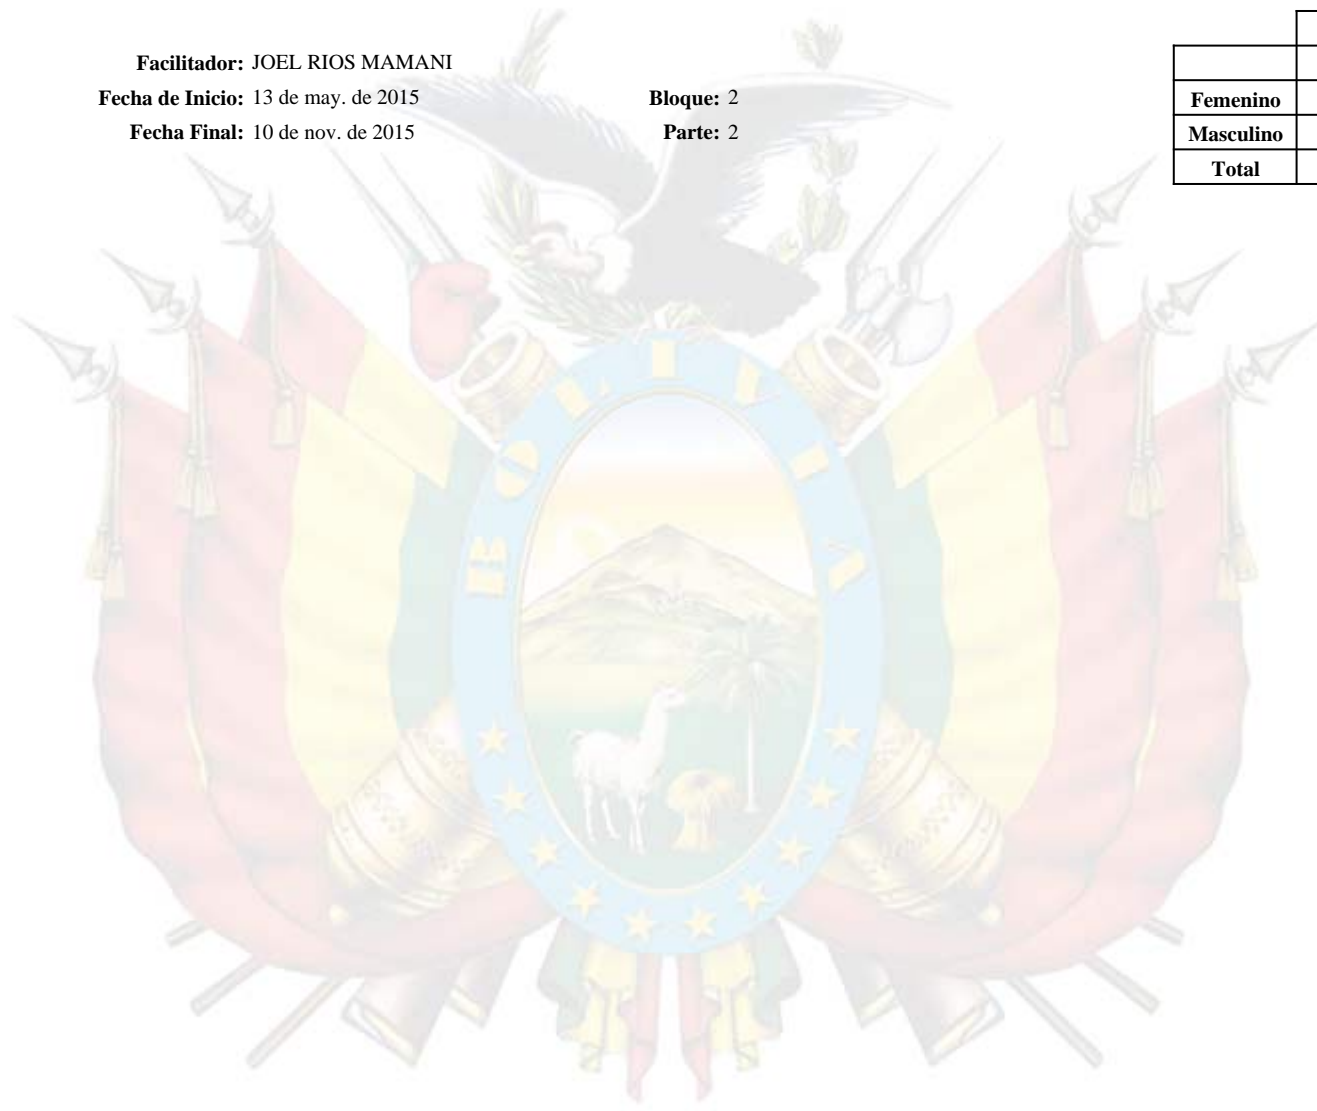 Facilitador: JOEL RIOS MAMANI
Fecha de Inicio: 13 de may. de 2015 Bloque: 2
Fecha Final: 10 de nov. de 2015 Parte: 2
Femenino
Masculino
Total
BOLIVIA